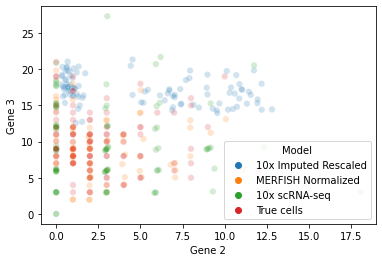 25
20
15
10
5
0
Gene 3
0.0 2.5 5.0 7.5 10.0 12.5 15.0 17.5
Gene 2
Model
10x Imputed Rescaled
MERFISH Normalized
10x scRNA-seq
True cells